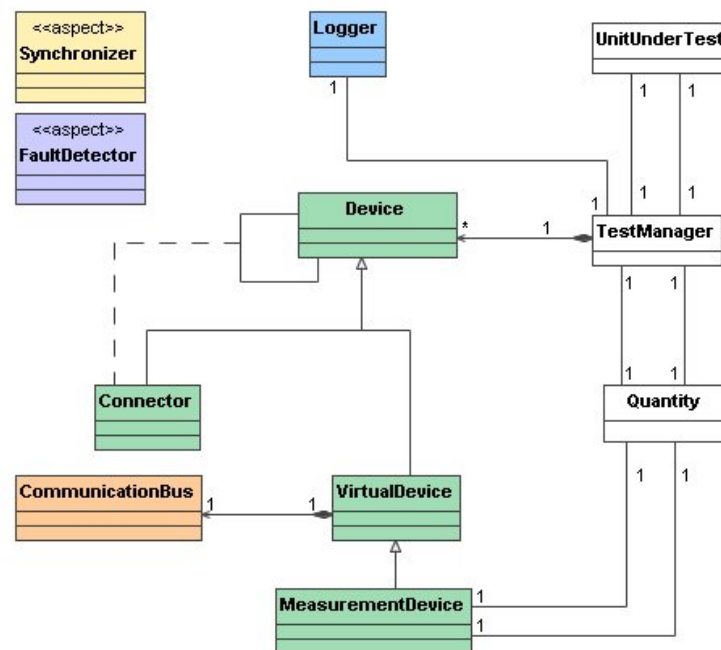 <<aspect>>
Synchronizer
Logger
UnitUnderTest
1
1
1
<<aspect>>
FaultDetector
1
1
1
Device
*
1
TestManager
1
1
1
1
Connector
Quantity
1
1
CommunicationBus
1
1
VirtualDevice
MeasurementDevice
1
1